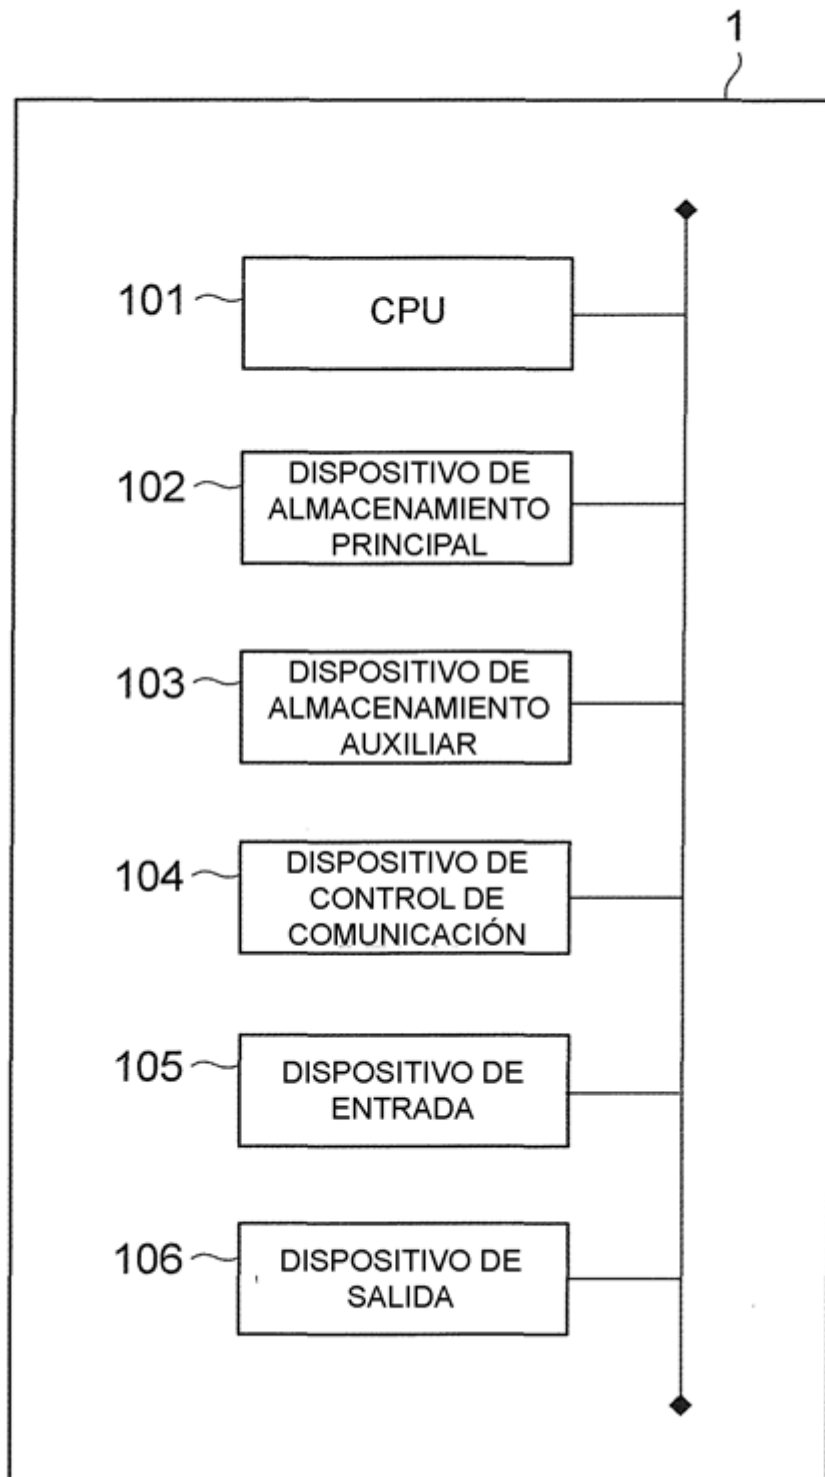 1
101
CPU
102
DISPOSITIVO DE
ALMACENAMIENTO
PRINCIPAL
103
DISPOSITIVO DE
ALMACENAMIENTO
AUXILIAR
104
DISPOSITIVO DE
CONTROL DE
COMUNICACIÓN
105
DISPOSITIVO DE
ENTRADA
106
DISPOSITIVO DE
SALIDA